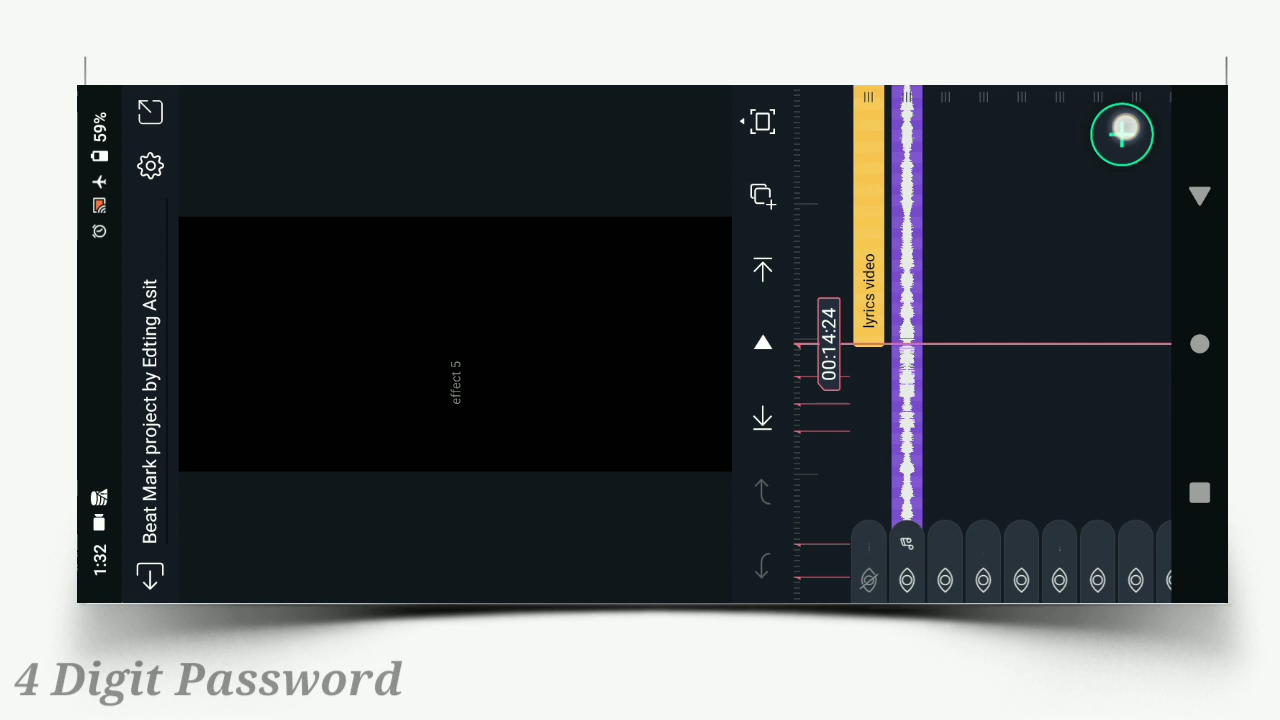 1:32
59%
Beat Mark project by Edting Asit
effect 5
00:14:24
lyrics video
4 Digit Password